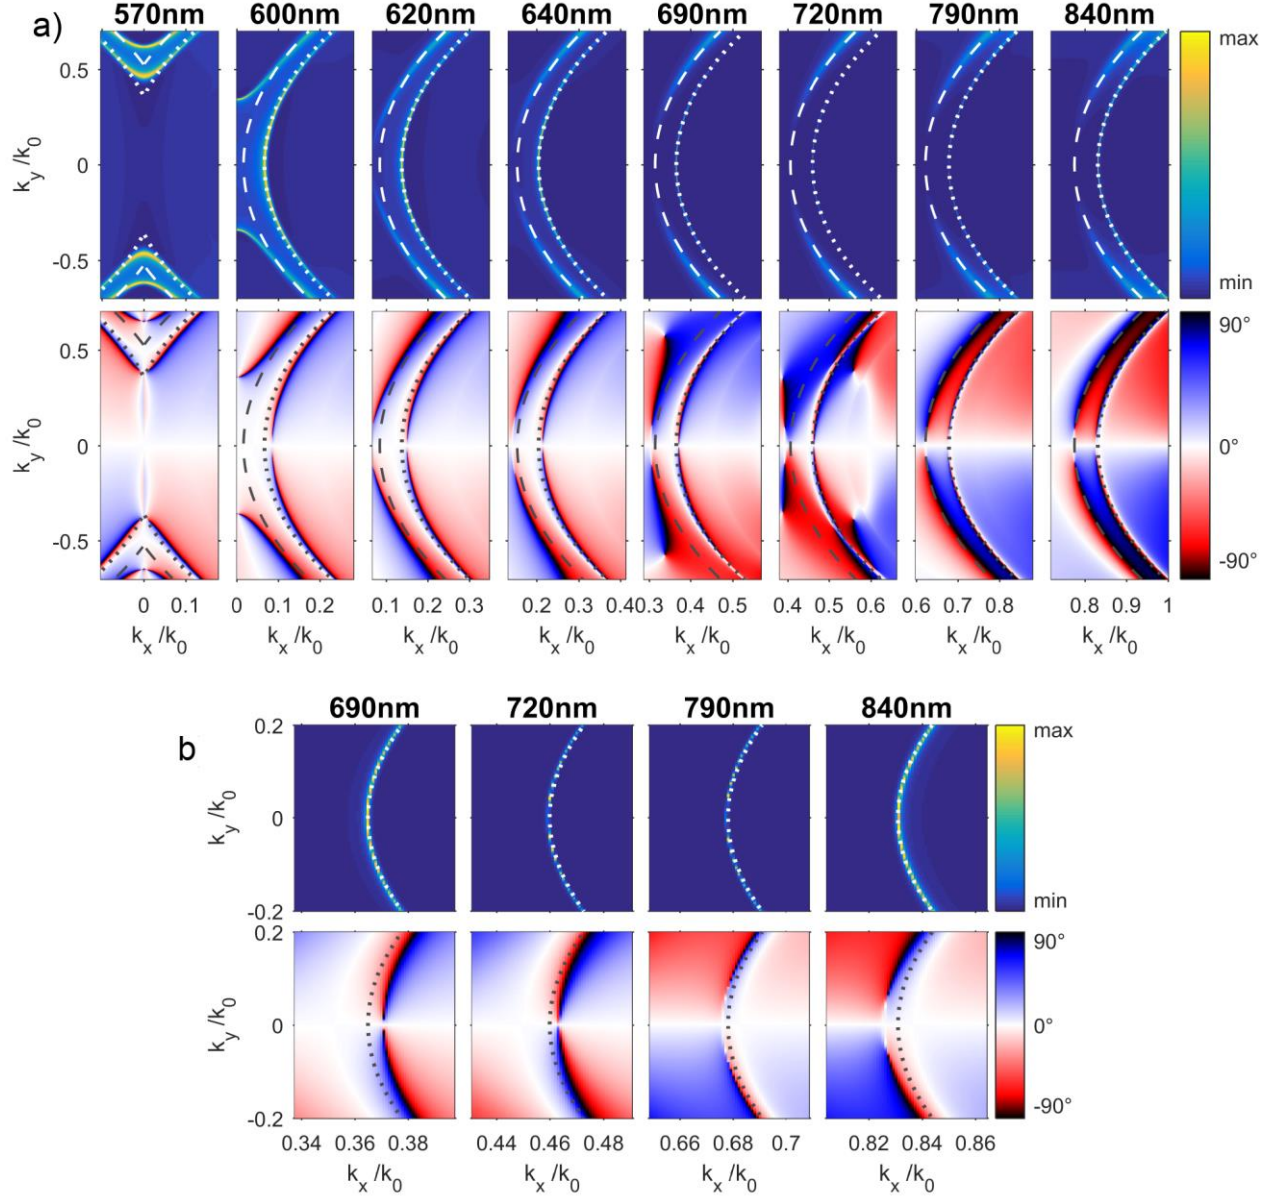 a)
570nm 600nm 620nm 640nm 690nm 720nm 790nm 840nm
0.5
0
-0.5
k_y/k_0
max
min
0.5
0
-0.5
k_y/k_0
90°
0°
-90°
0 0.1 0 0.1 0.2 0.1 0.2 0.3 0.2 0.3 0.4 0.3 0.4 0.5 0.4 0.5 0.6 0.6 0.7 0.8 0.8 0.9 1
k_x/k_0 k_x/k_0 k_x/k_0 k_x/k_0 k_x/k_0 k_x/k_0 k_x/k_0 k_x/k_0
b
690nm 720nm 790nm 840nm
0.2
0
-0.2
k_y/k_0
max
min
0.2
0
-0.2
k_y/k_0
90°
0°
-90°
0.34 0.36 0.38 0.44 0.46 0.48 0.66 0.68 0.7 0.82 0.84 0.86
k_x/k_0 k_x/k_0 k_x/k_0 k_x/k_0